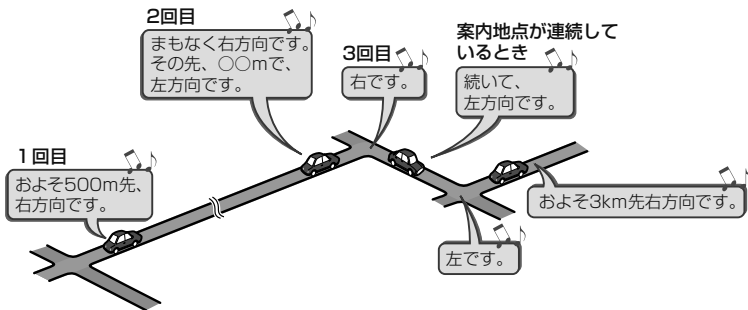 1回目
およそ500m先、
右方向です。
2回目
まもなく右方向です。
その先、○○mで、
左方向です。
3回目
右です。
案内地点が連続して
いるとき
続いて、
左方向です。
左です。
およそ3km先右方向です。